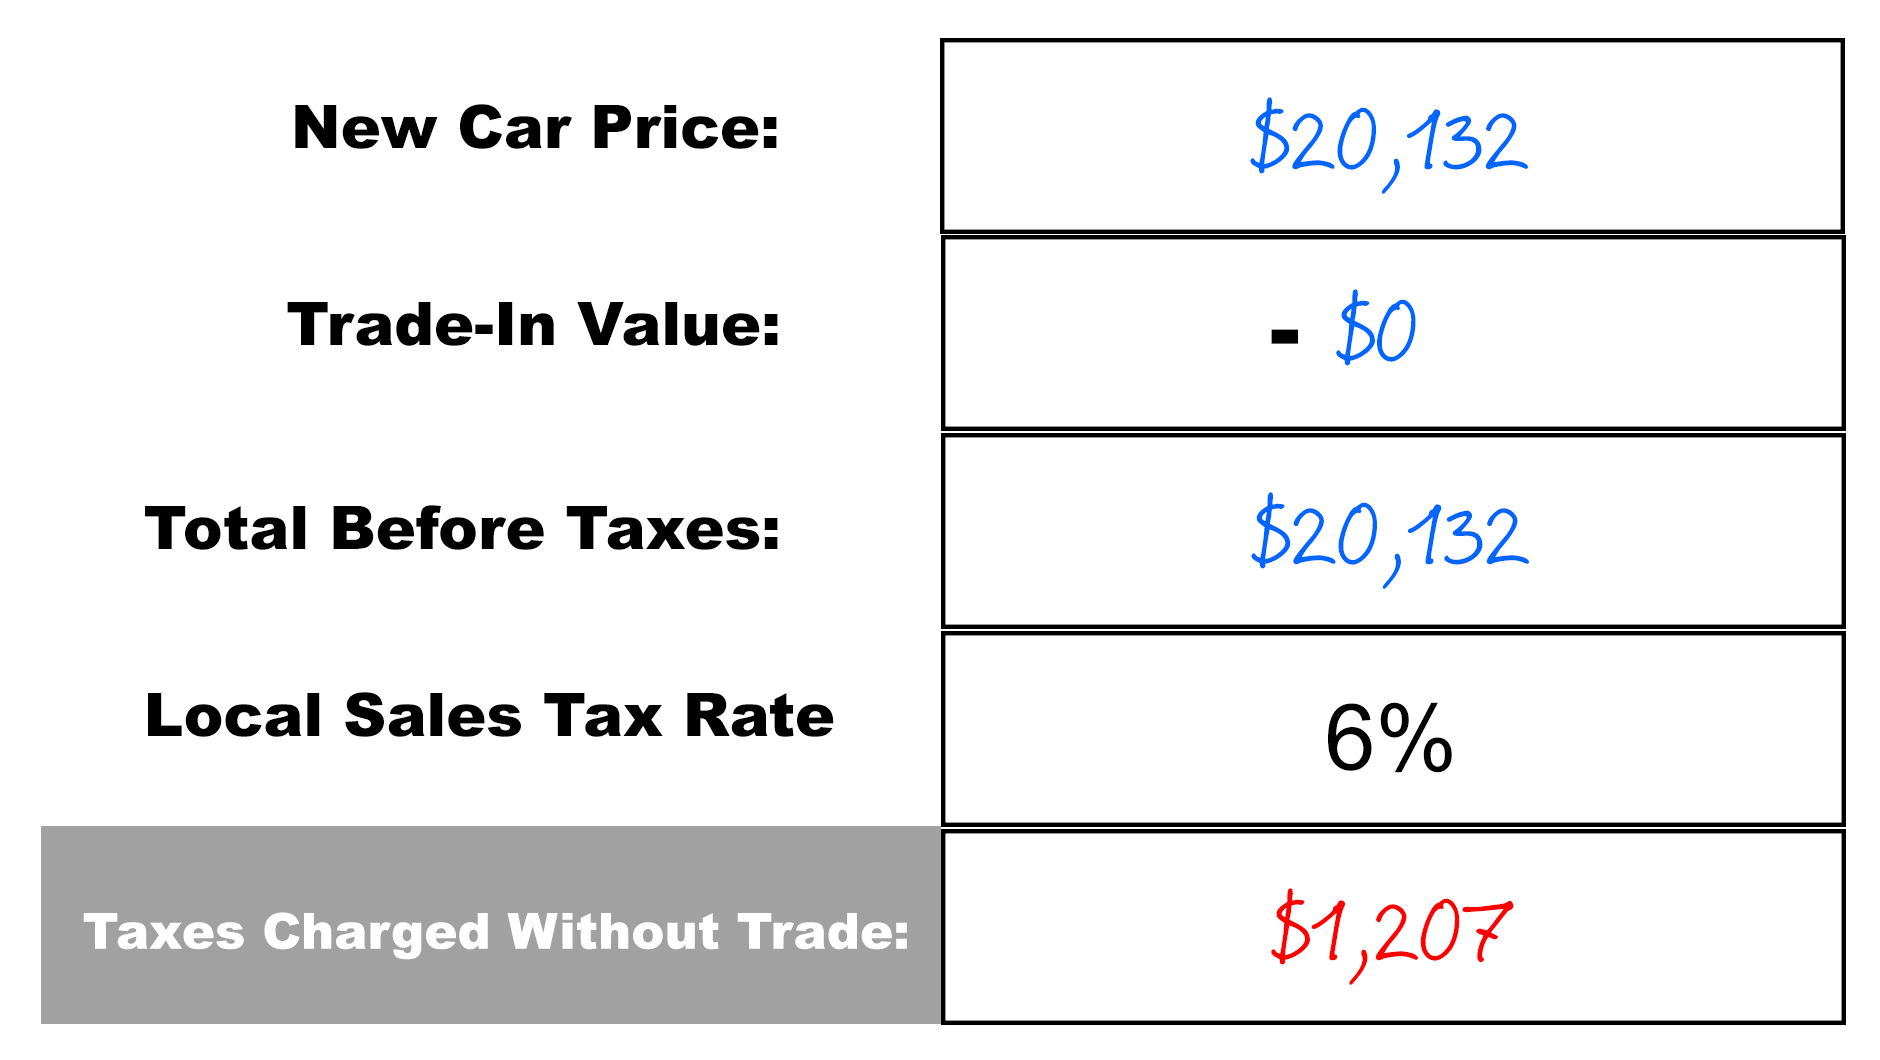 New Car Price: $20,132
Trade-In Value: - $0
Total Before Taxes: $20,132
Local Sales Tax Rate 6%
Taxes Charged Without Trade: $1,207